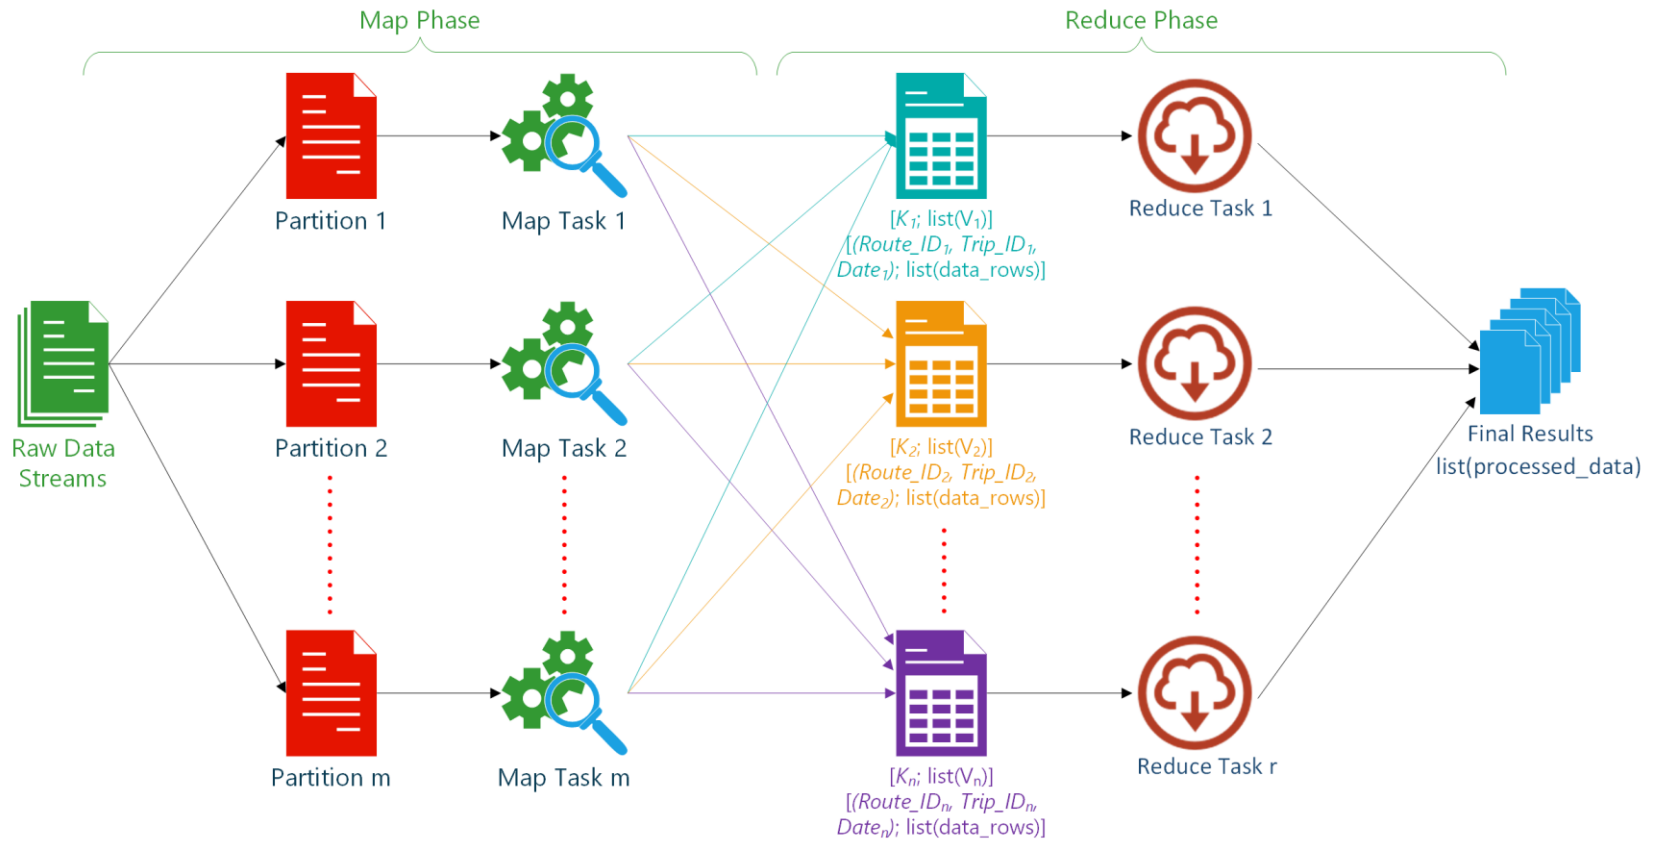 Map Phase
Reduce Phase
Partition 1
Map Task 1
[K₁; list(V₁)]
[(Route_ID₁, Trip_ID₁,
Date₁); list(data_rows)]
Reduce Task 1
Raw Data
Streams
Partition 2
Map Task 2
[K₂; list(V₂)]
[(Route_ID₂, Trip_ID₂,
Date₂); list(data_rows)]
Reduce Task 2
Final Results
list(processed_data)
Partition m
Map Task m
[Kₙ; list(Vₙ)]
[(Route_IDₙ, Trip_IDₙ,
Dateₙ); list(data_rows)]
Reduce Task r